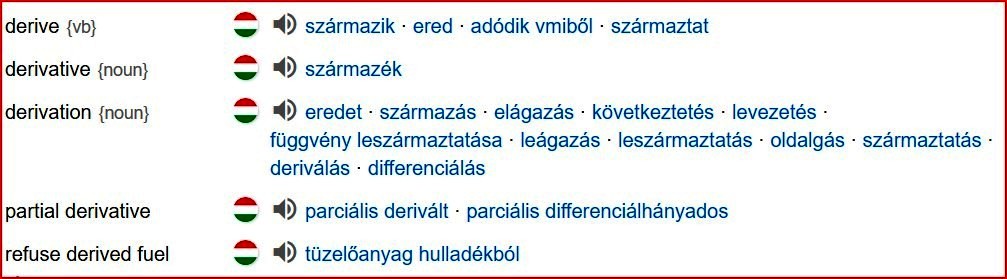 derive {vb} származik · ered · adódik vmiből · származtat
derivative {noun} származék
derivation {noun} eredet · származás · elágazás · következtetés · levezetés ·
függvény leszármaztatása · leágazás · leszármaztatás · oldalgás · származtatás ·
deriválás · differenciálás
partial derivative parciális derivált · parciális differenciálhányados
refuse derived fuel tüzelőanyag hulladékból